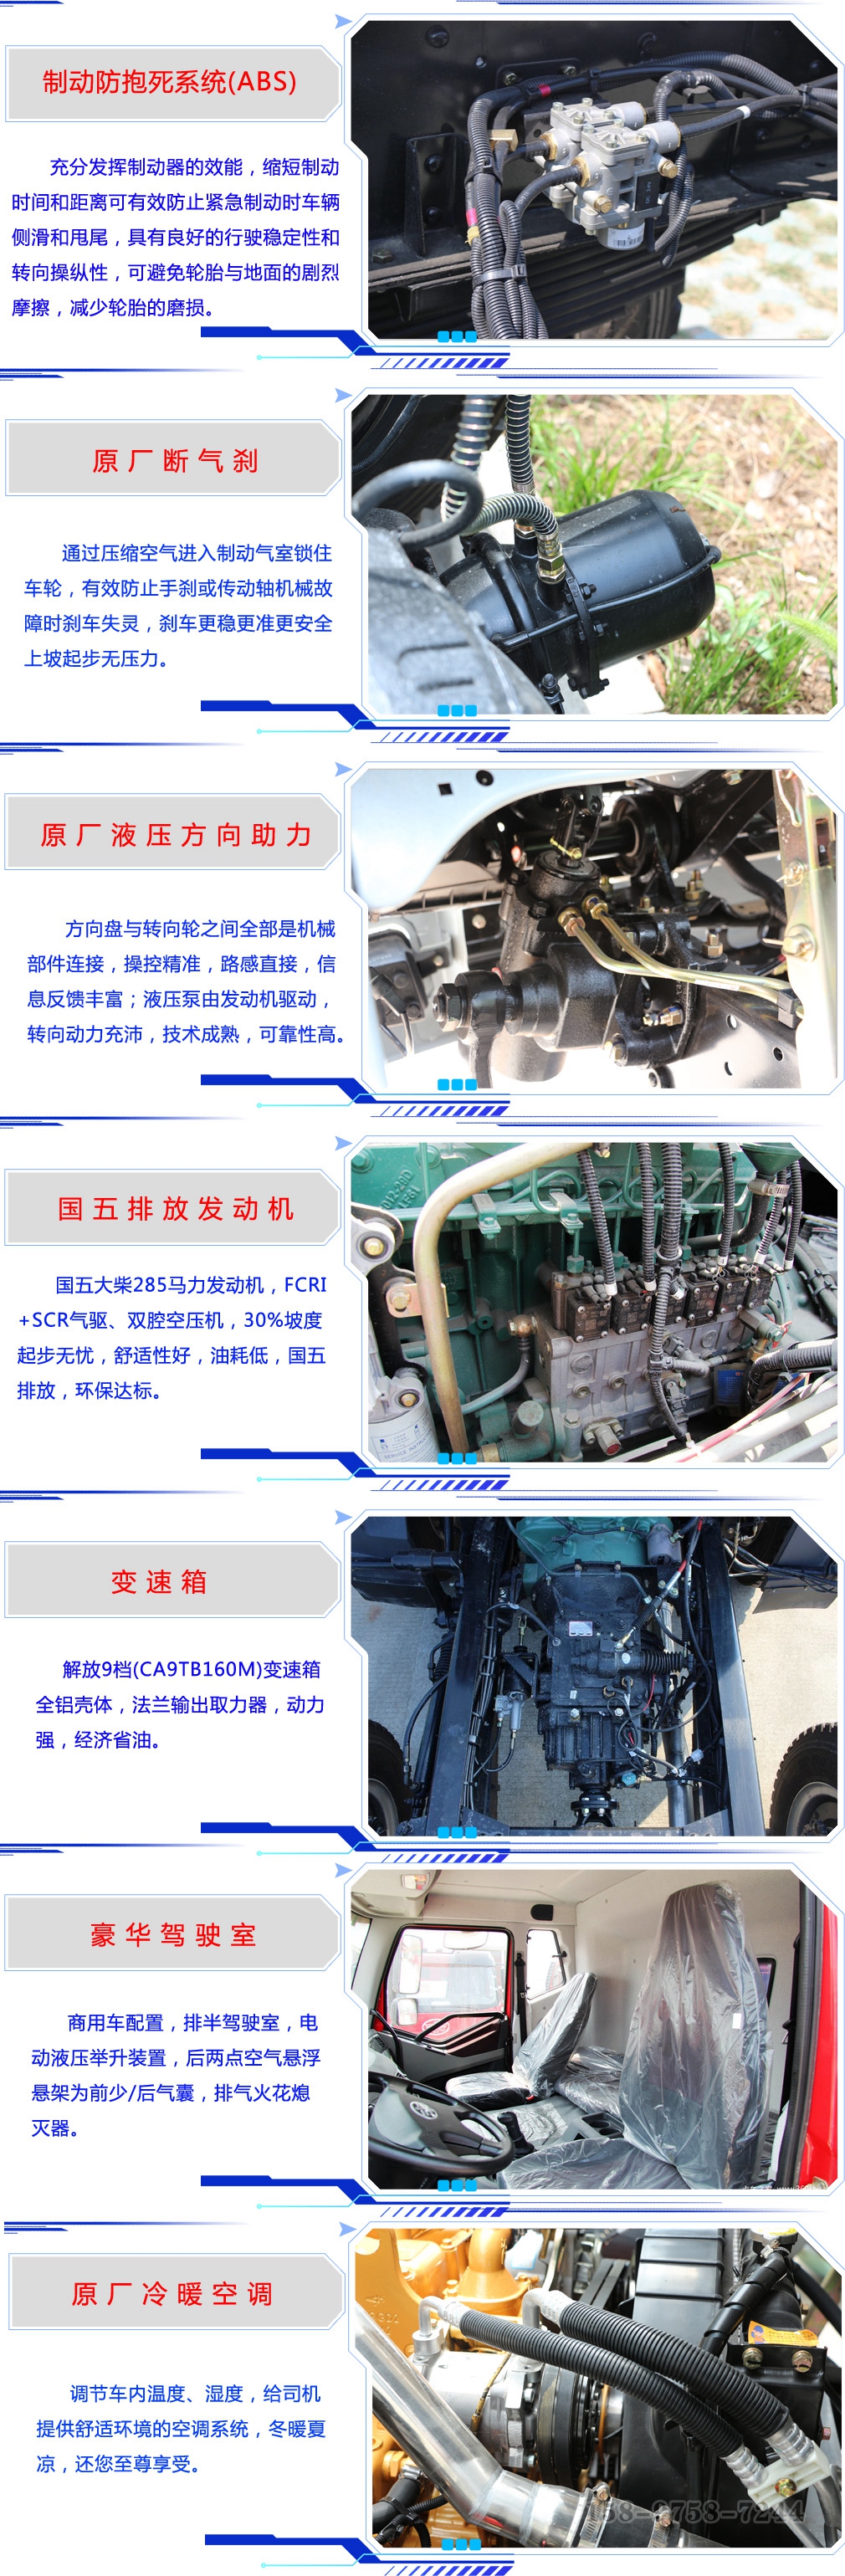 制动防抱死系统(ABS)
充分发挥制动器的效能，缩短制动
时间和距离可有效防止紧急制动时车辆
侧滑和甩尾，具有良好的行驶稳定性和
转向操纵性，可避免轮胎与地面的剧烈
摩擦，减少轮胎的磨损。
原厂断气刹
通过压缩空气进入制动气室锁住
车轮，有效防止手刹或传动轴机械故
障时刹车失灵，刹车更稳更准更安全
上坡起步无压力。
原厂液压方向助力
方向盘与转向轮之间全部是机械
部件连接，操控精准，路感直接，信
息反馈丰富；液压泵由发动机驱动，
转向动力充沛，技术成熟，可靠性高。
国五排放发动机
国五大柴285马力发动机，FCRI
+SCR气驱、双腔空压机，30%坡度
起步无忧，舒适性好，油耗低，国五
排放，环保达标。
变速箱
解放9档(CA9TB160M)变速箱
全铝壳体，法兰输出取力器，动力
强，经济省油。
豪华驾驶室
商用车配置，排半驾驶室，电
动液压举升装置，后两点空气悬浮
悬架为前少/后气囊，排气火花熄
灭器。
原厂冷暖空调
调节车内温度、湿度，给司机
提供舒适环境的空调系统，冬暖夏
凉，还您至尊享受。